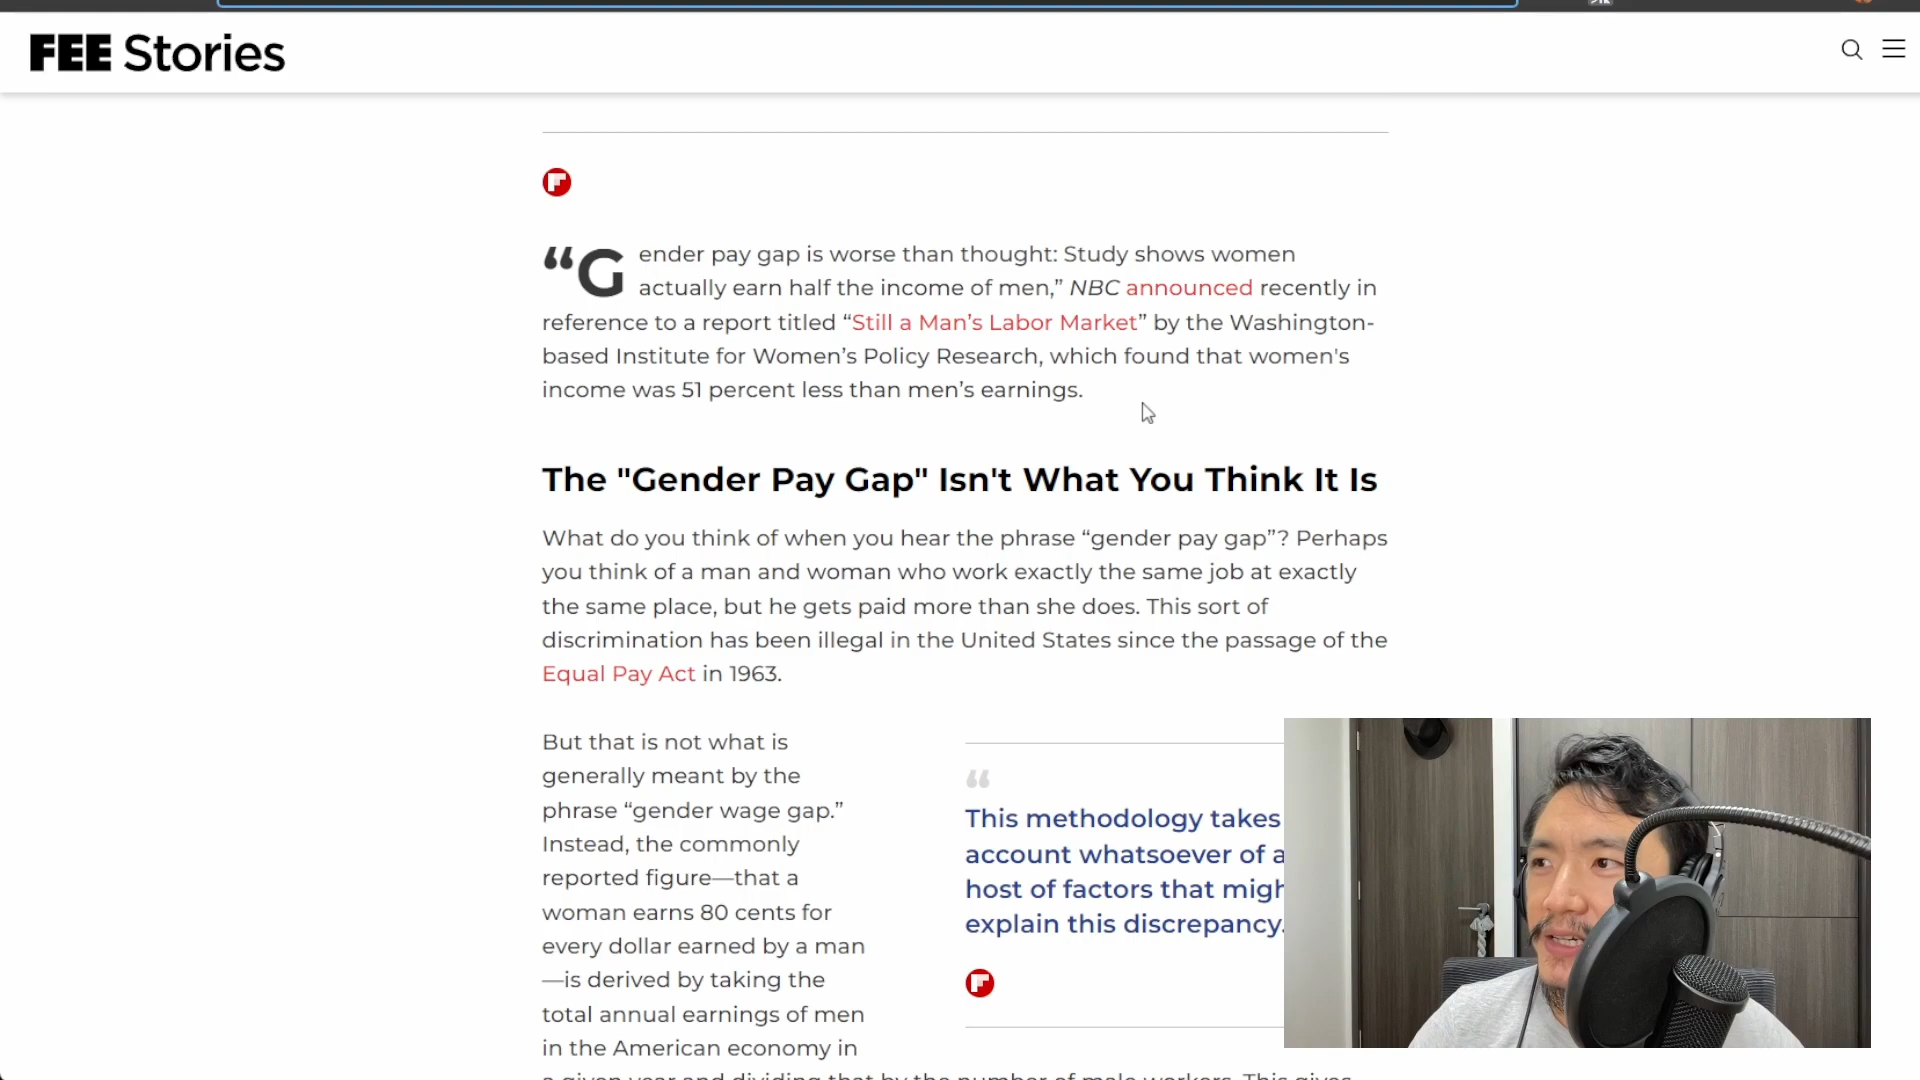 FEE Stories
“Gender pay gap is worse than thought: Study shows women
actually earn half the income of men,” NBC announced recently in
reference to a report titled “Still a Man’s Labor Market” by the Washington-
based Institute for Women’s Policy Research, which found that women's
income was 51 percent less than men’s earnings.
The "Gender Pay Gap" Isn't What You Think It Is
What do you think of when you hear the phrase “gender pay gap”? Perhaps
you think of a man and woman who work exactly the same job at exactly
the same place, but he gets paid more than she does. This sort of
discrimination has been illegal in the United States since the passage of the
Equal Pay Act in 1963.
But that is not what is
generally meant by the
phrase “gender wage gap.”
Instead, the commonly
reported figure—that a
woman earns 80 cents for
every dollar earned by a man
—is derived by taking the
total annual earnings of men
in the American economy in
a given year and dividing that by the number of male workers. This gives
“
This methodology takes
account whatsoever of a
host of factors that migh
explain this discrepancy.